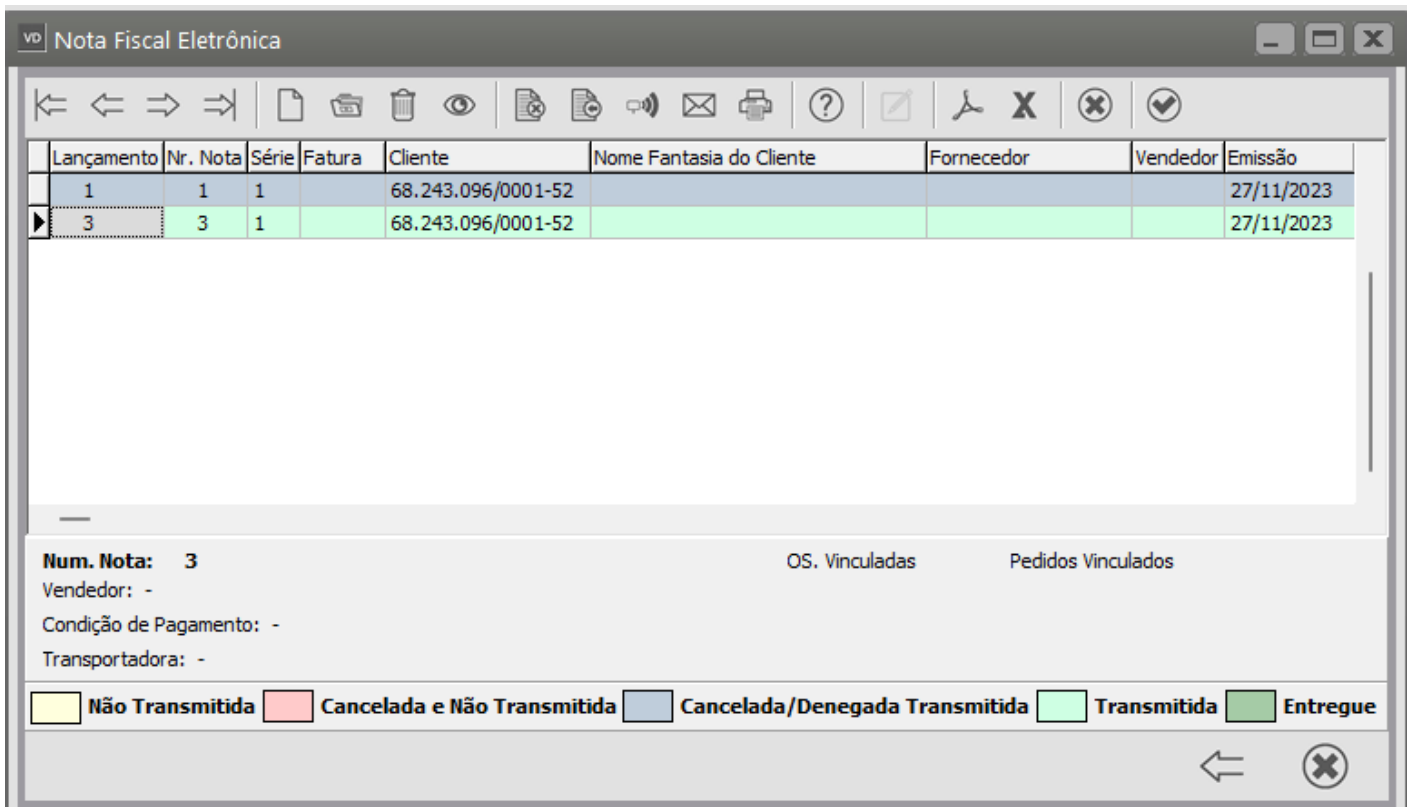 VD Nota Fiscal Eletrônica
Lançamento Nr. Nota Série Fatura Cliente Nome Fantasia do Cliente Fornecedor Vendedor Emissão
1 1 1 68.243.096/0001-52 27/11/2023
3 3 1 68.243.096/0001-52 27/11/2023
Num. Nota: 3 OS. Vinculadas Pedidos Vinculados
Vendedor: -
Condição de Pagamento: -
Transportadora: -
Não Transmitida Cancelada e Não Transmitida Cancelada/Denegada Transmitida Transmitida Entregue